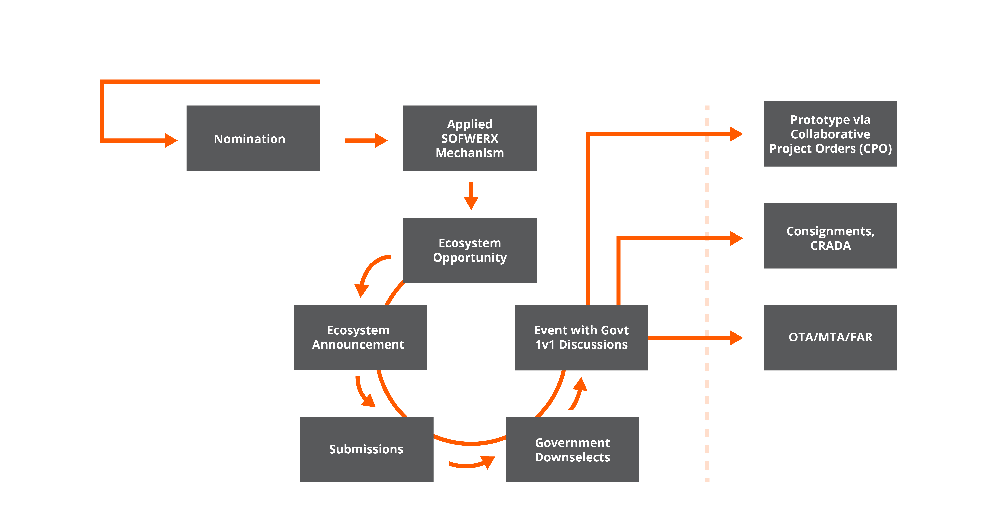 Nomination
Applied
SOFWERX
Mechanism
Ecosystem
Opportunity
Ecosystem
Announcement
Submissions
Government
Downselects
Event with Govt
1v1 Discussions
Prototype via
Collaborative
Project Orders (CPO)
Consignments,
CRADA
OTA/MTA/FAR